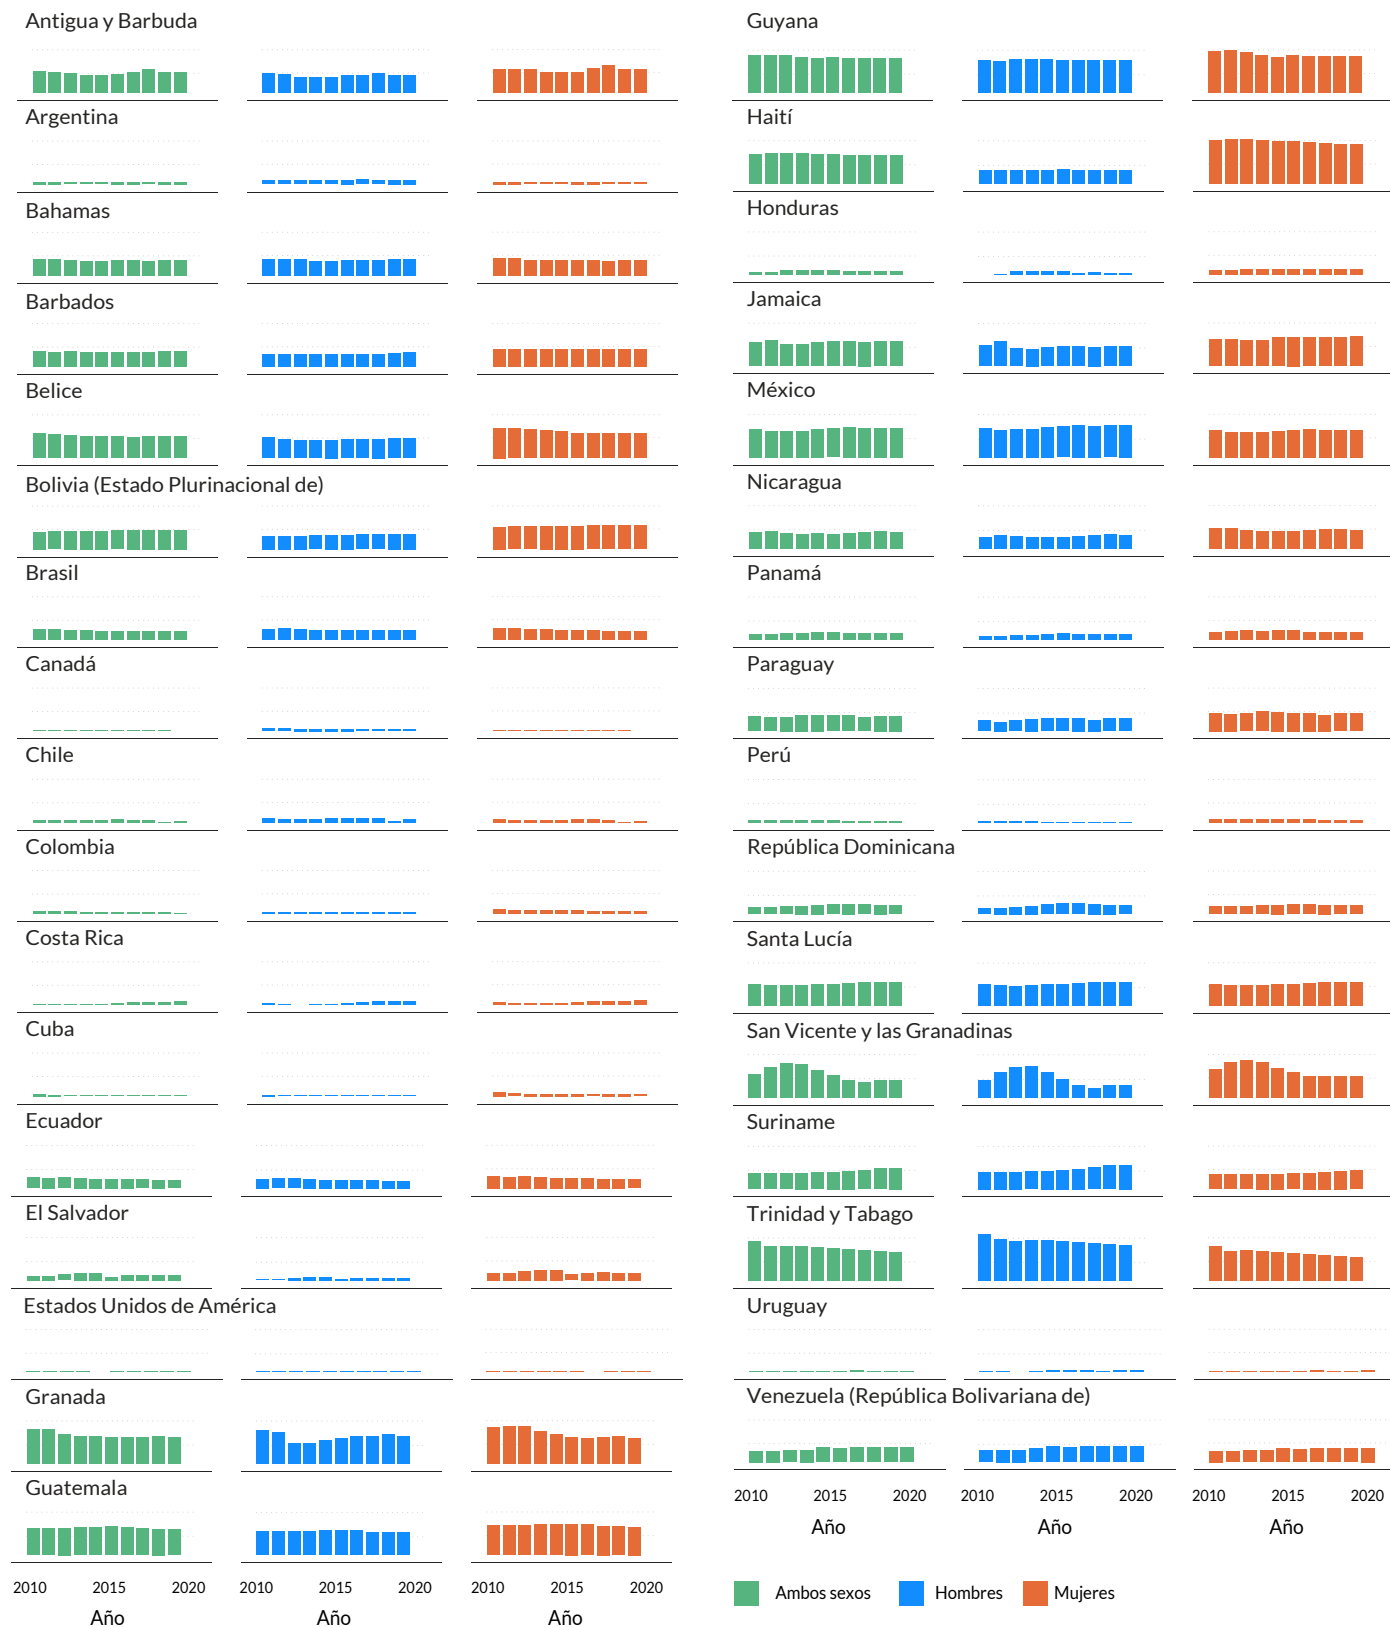 Antigua y Barbuda
Argentina
Bahamas
Barbados
Belice
Bolivia (Estado Plurinacional de)
Brasil
Canadá
Chile
Colombia
Costa Rica
Cuba
Ecuador
El Salvador
Estados Unidos de América
Granada
Guatemala
2010 2015 2020 2010 2015 2020 2010 2015 2020
Año Año Año
Guyana
Haití
Honduras
Jamaica
México
Nicaragua
Panamá
Paraguay
Perú
República Dominicana
Santa Lucía
San Vicente y las Granadinas
Suriname
Trinidad y Tabago
Uruguay
Venezuela (República Bolivariana de)
2010 2015 2020 2010 2015 2020 2010 2015 2020
Año Año Año
Ambos sexos Hombres Mujeres